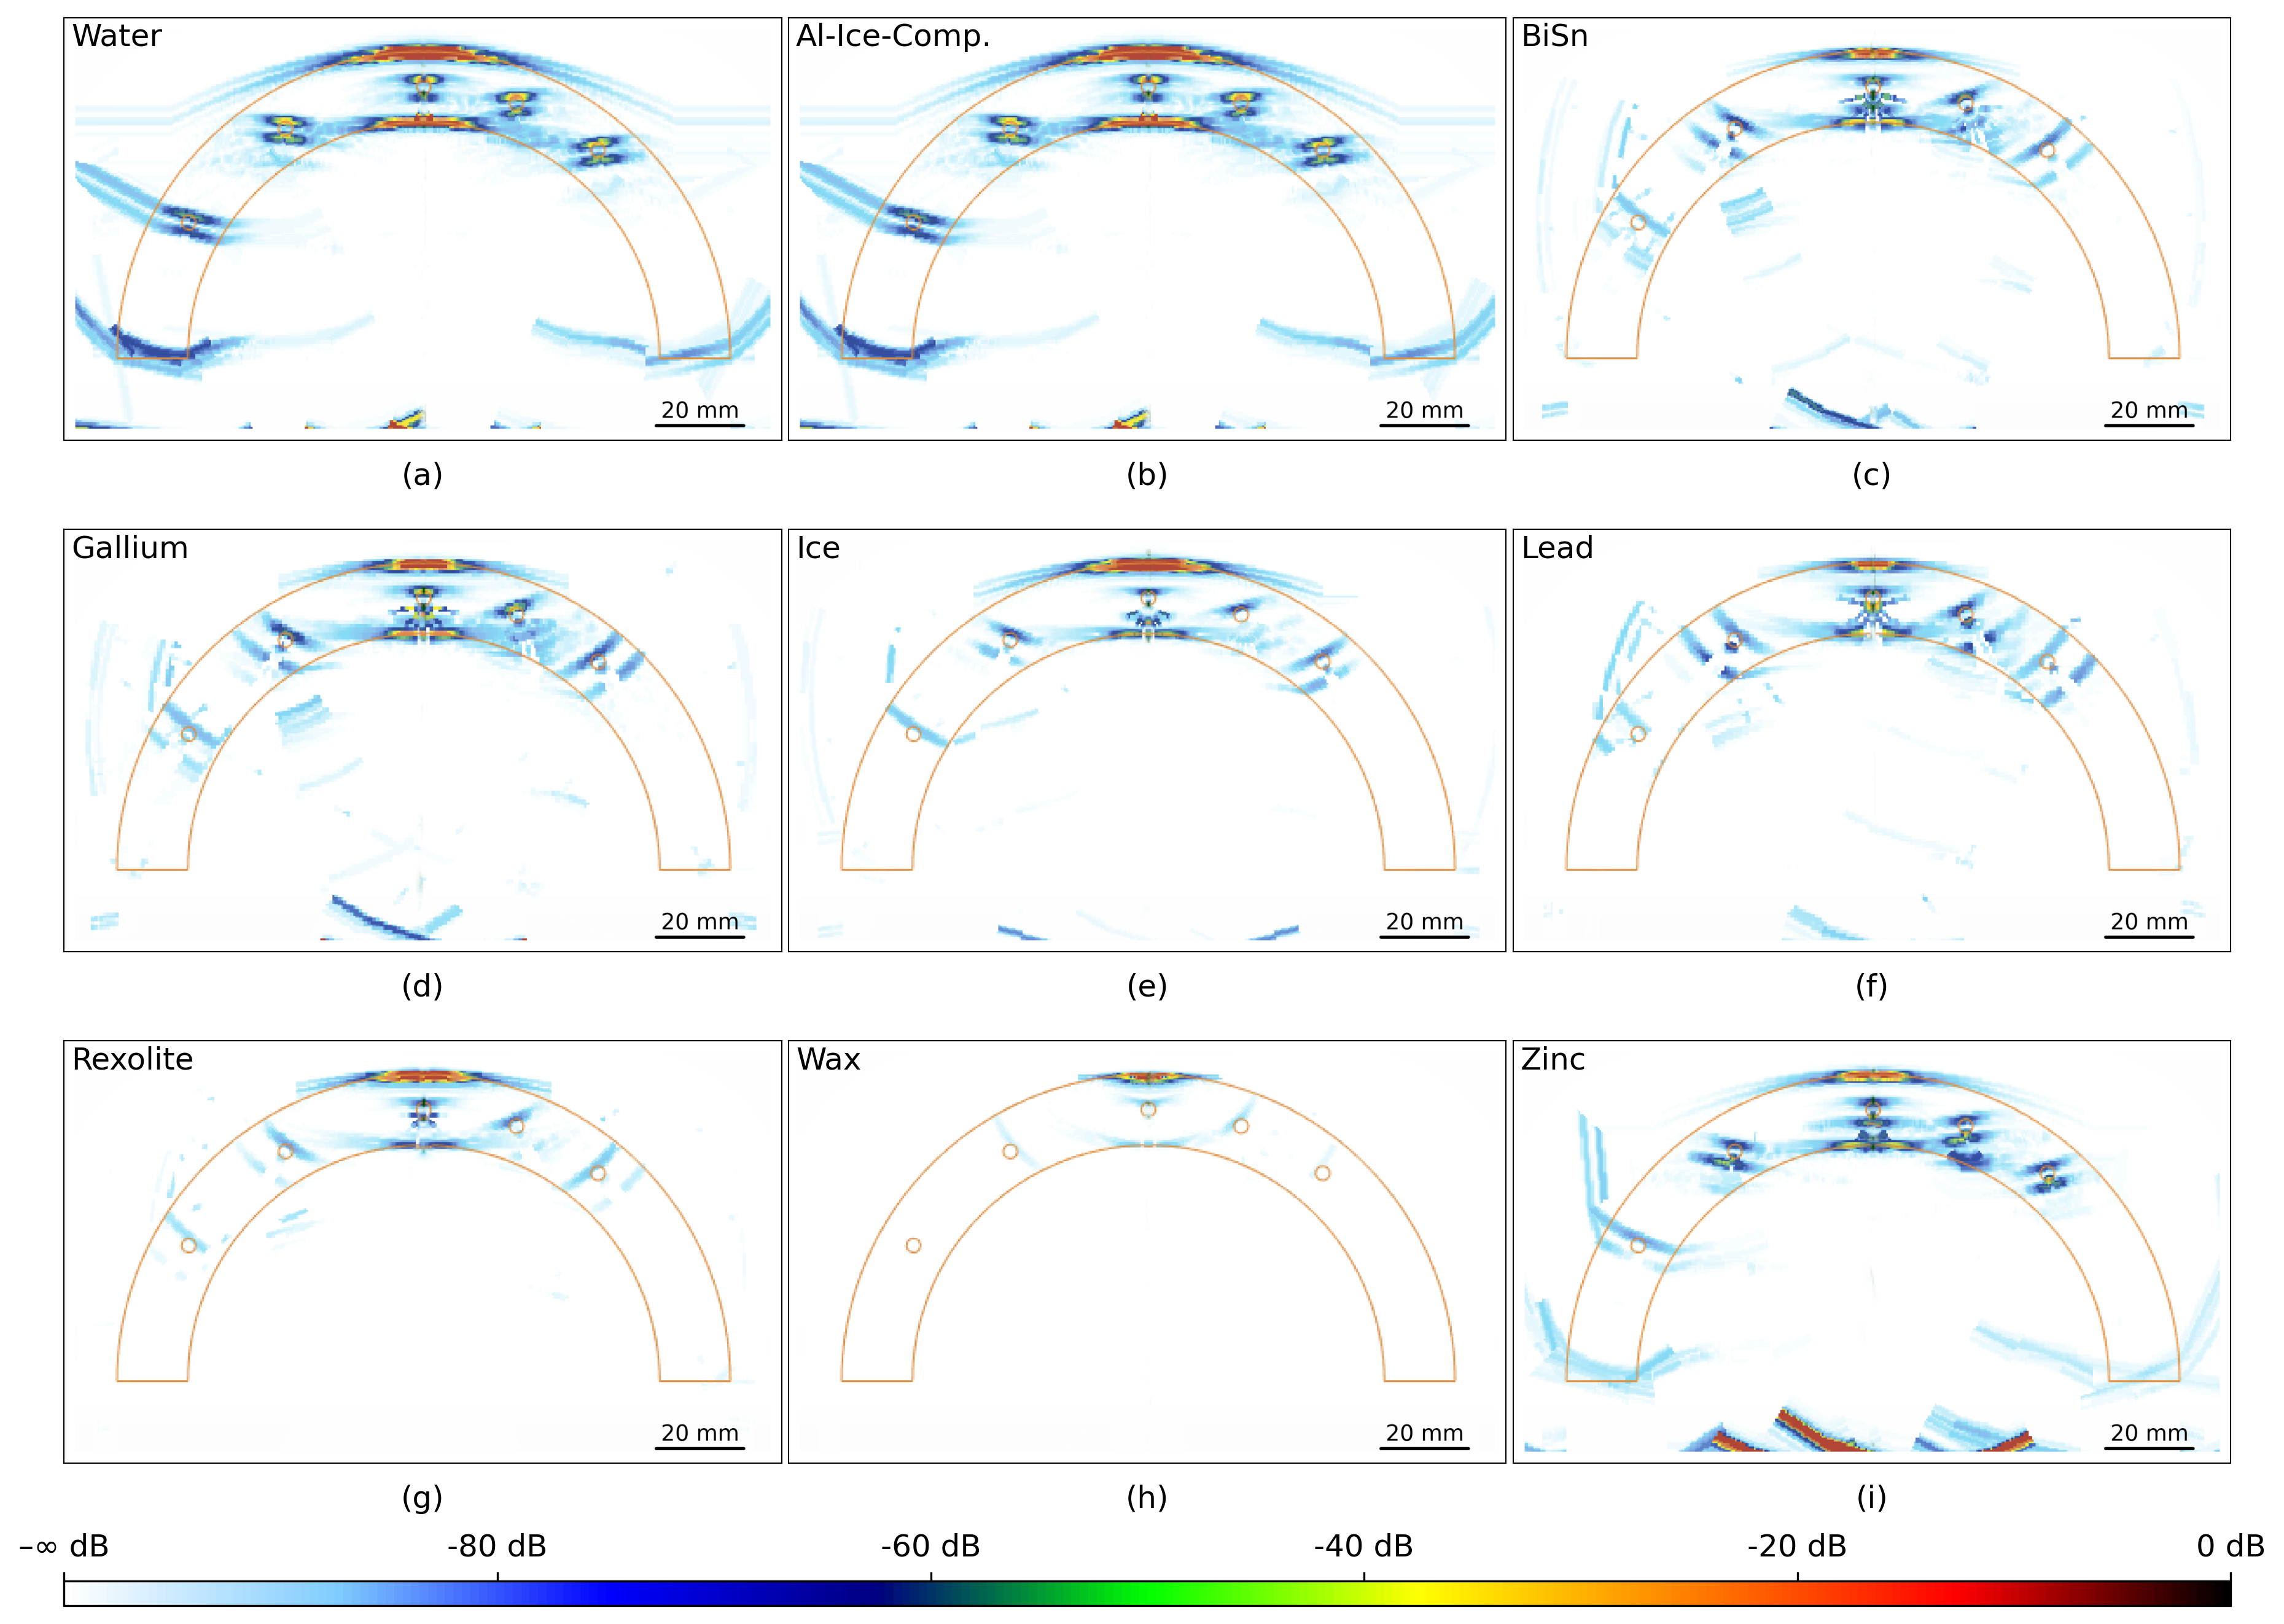 Water
Al-Ice-Comp.
BiSn
20 mm
20 mm
20 mm
(a)
(b)
(c)
Gallium
Ice
Lead
20 mm
20 mm
20 mm
(d)
(e)
(f)
Rexolite
Wax
Zinc
20 mm
20 mm
20 mm
(g)
(h)
(i)
–∞ dB
-80 dB
-60 dB
-40 dB
-20 dB
0 dB